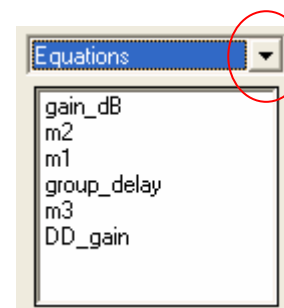 Equations
gain_dB
m2
m1
group_delay
m3
DD_gain